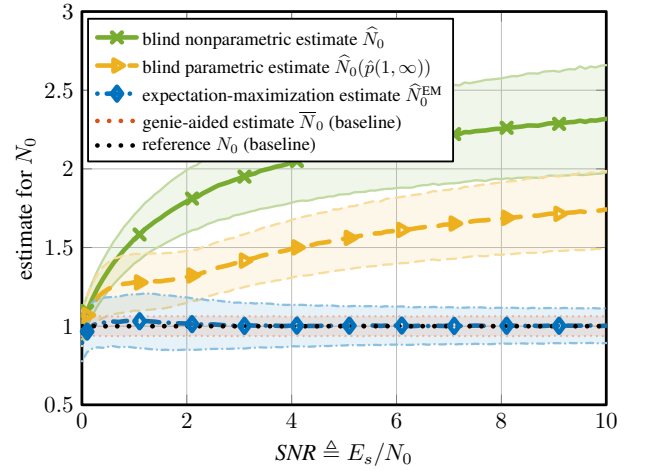 3
2.5
2
1.5
1
0.5
estimate for N₀
blind nonparametric estimate N̂₀
blind parametric estimate N̂₀(p̂(1, ∞))
expectation-maximization estimate N̂₀ᴱᴹ
genie-aided estimate N̅₀ (baseline)
reference N₀ (baseline)
0 2 4 6 8 10
SNR ≜ Eₛ/N₀